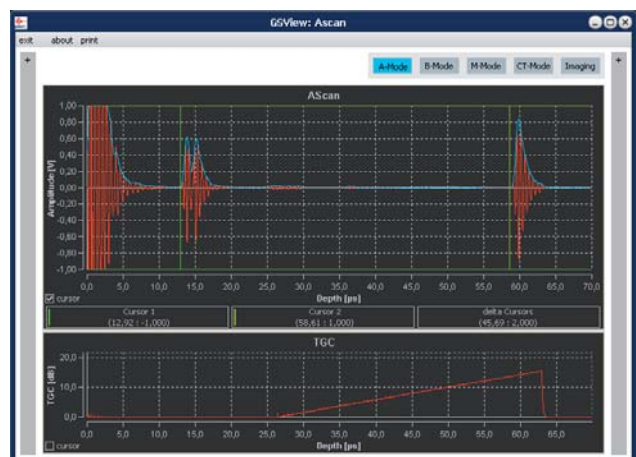 GSView: Ascan
exit about print
A-Mode B-Mode M-Mode CT-Mode Imaging
+ +
AScan
1,00
0,80
0,60
0,40
0,20
0,00
-0,20
-0,40
-0,60
-0,80
-1,00
Amplitude [V]
0,0 5,0 10,0 15,0 20,0 25,0 30,0 35,0 40,0 45,0 50,0 55,0 60,0 65,0 70,0
cursor
Depth [µs]
Cursor 1 Cursor 2 delta Cursors
(12,92 : -1,000) (58,61 : 1,000) (45,69 : 2,000)
TGC
20,0
10,0
0,0
TGC [dB]
0,0 5,0 10,0 15,0 20,0 25,0 30,0 35,0 40,0 45,0 50,0 55,0 60,0 65,0
cursor
Depth [µs]